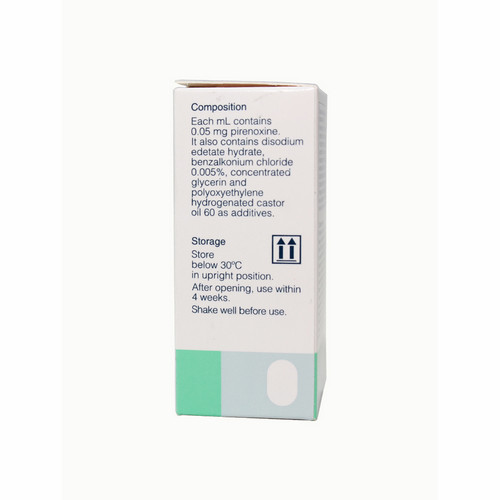 Composition
Each mL contains
0.05 mg pirenoxine.
It also contains disodium
edetate hydrate,
benzalkonium chloride
0.005%, concentrated
glycerin and
polyoxyethylene
hydrogenated castor
oil 60 as additives.
Storage
Store
below 30ºC
in upright position.
After opening, use within
4 weeks.
Shake well before use.